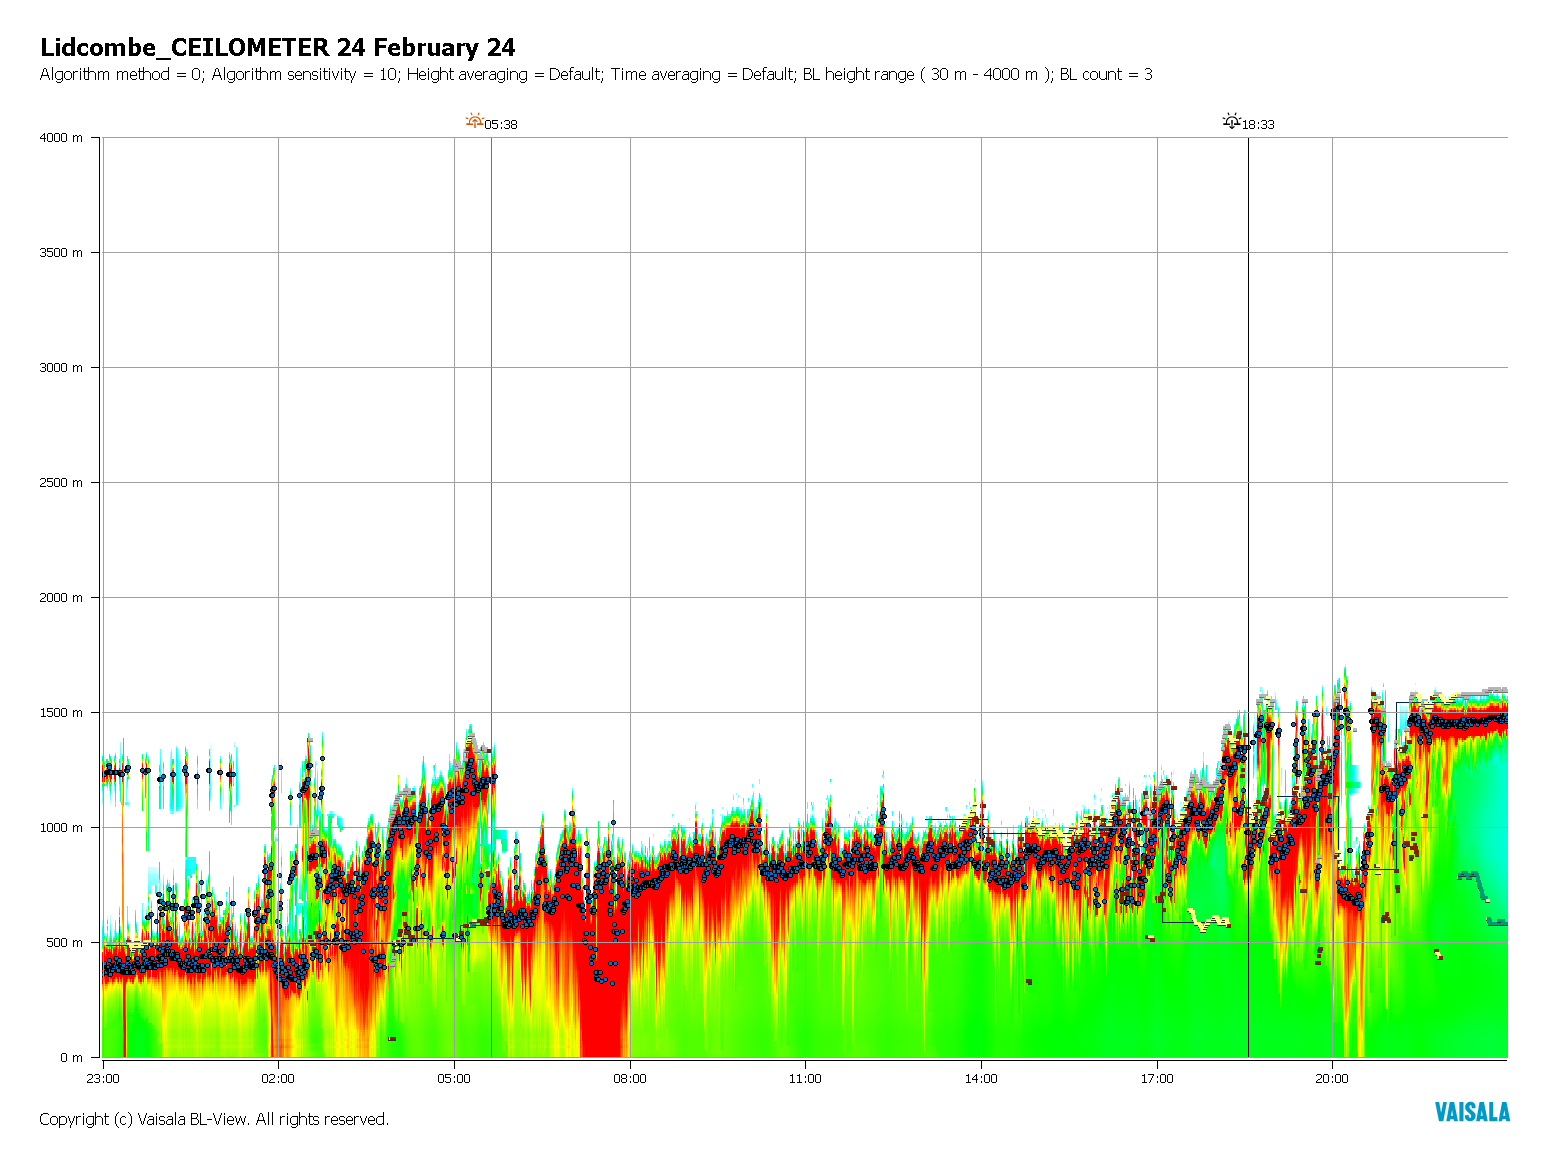 Lidcombe_CEILOMETER 24 February 24
Algorithm method = 0; Algorithm sensitivity = 10; Height averaging = Default; Time averaging = Default; BL height range ( 30 m - 4000 m ); BL count = 3
05:38 18:33
4000 m
3500 m
3000 m
2500 m
2000 m
1500 m
1000 m
500 m
0 m
23:00 02:00 05:00 08:00 11:00 14:00 17:00 20:00
Copyright (c) Vaisala BL-View. All rights reserved.
VAISALA